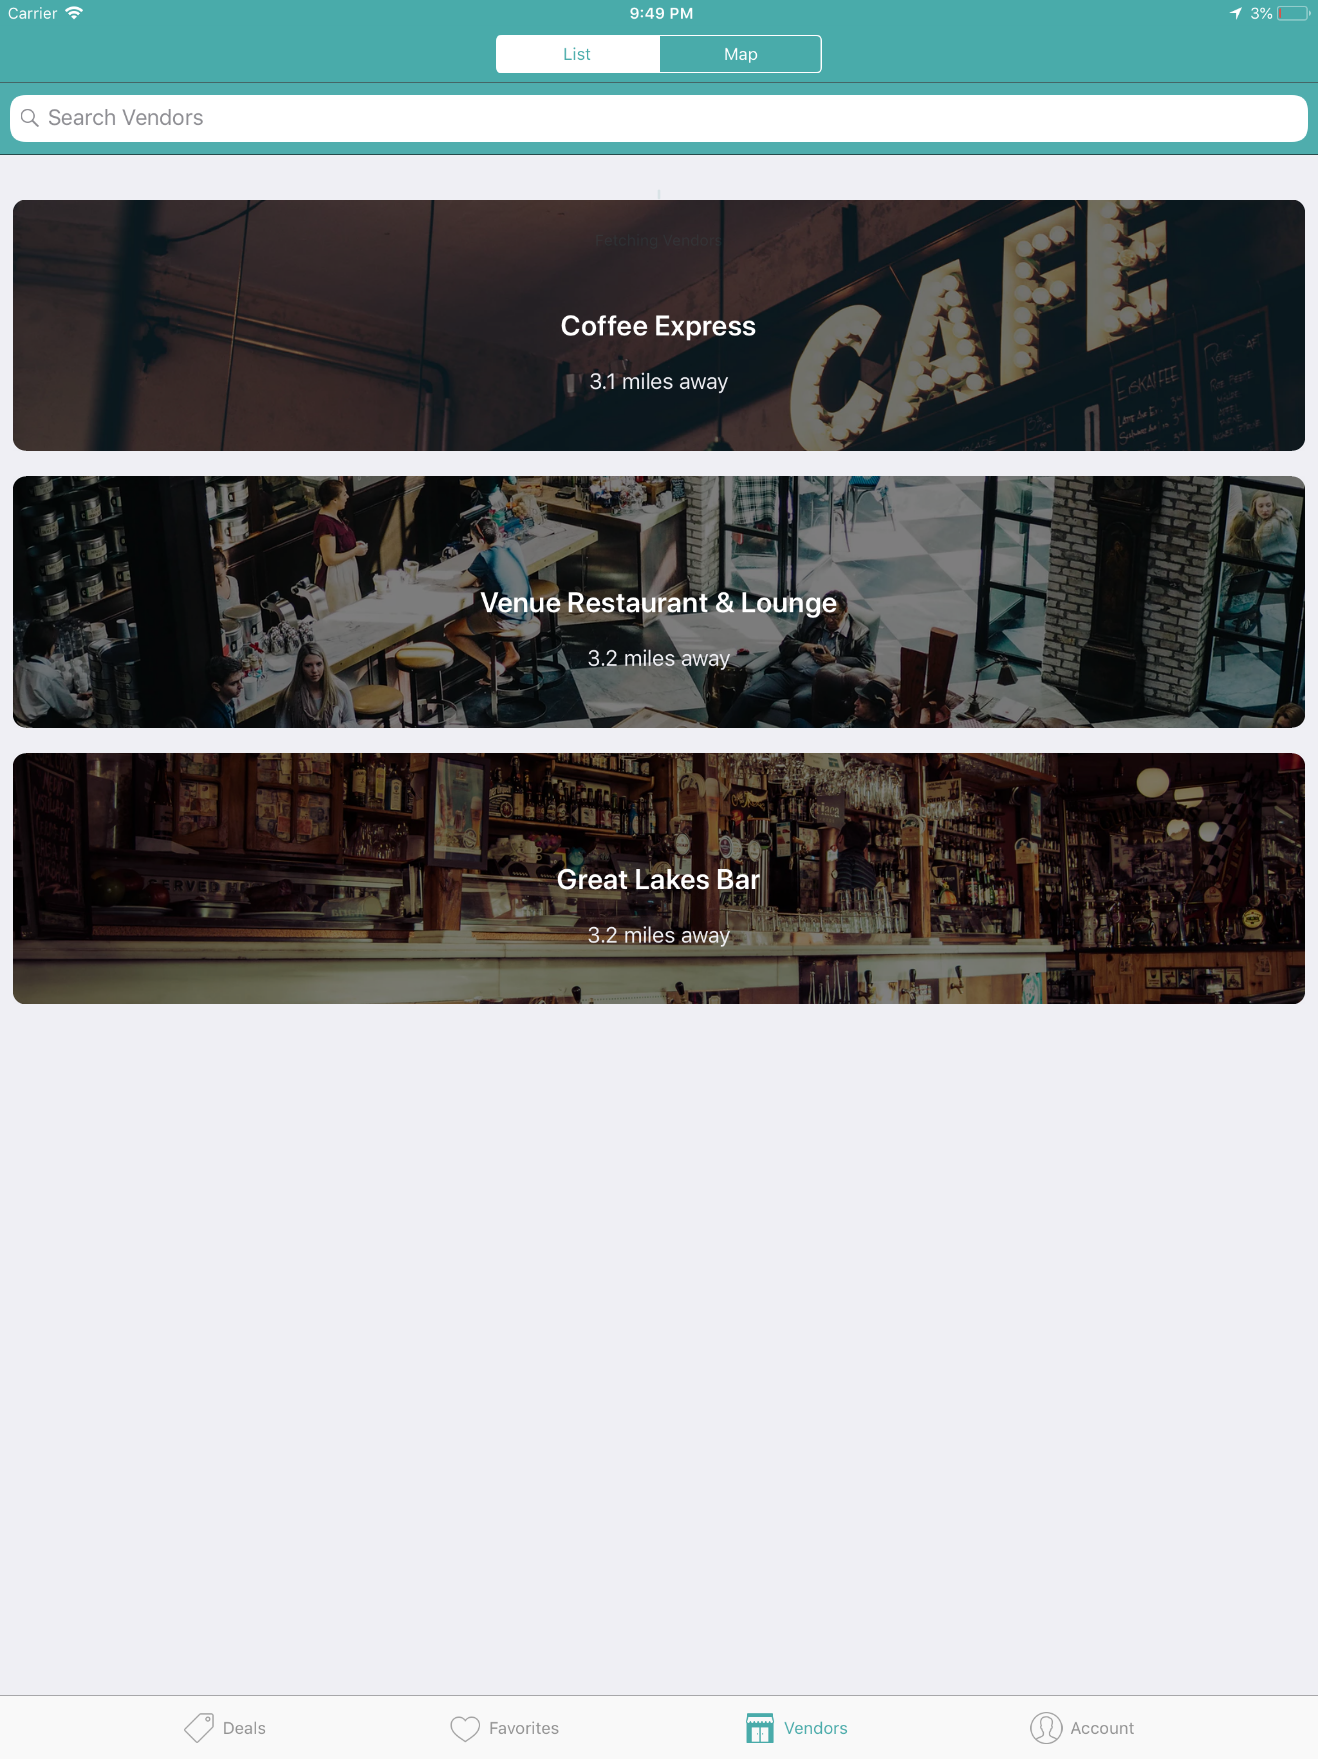 Carrier
9:49 PM
3%
List
Map
Search Vendors
Fetching Vendors
CAFE
EISKAFFEE
Coffee Express
3.1 miles away
Venue Restaurant & Lounge
3.2 miles away
Great Lakes Bar
3.2 miles away
Deals
Favorites
Vendors
Account